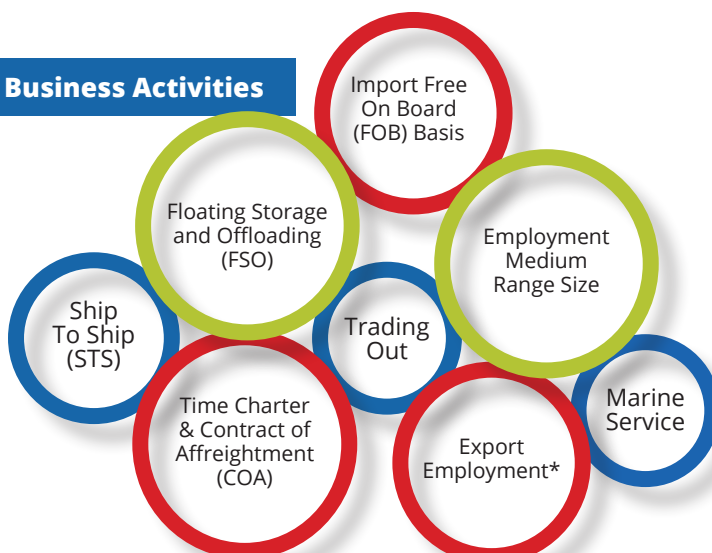 Business Activities
Import Free
On Board
(FOB) Basis
Floating Storage
and Offloading
(FSO)
Employment
Medium
Range Size
Ship
To Ship
(STS)
Trading
Out
Time Charter
& Contract of
Affreightment
(COA)
Export
Employment*
Marine
Service